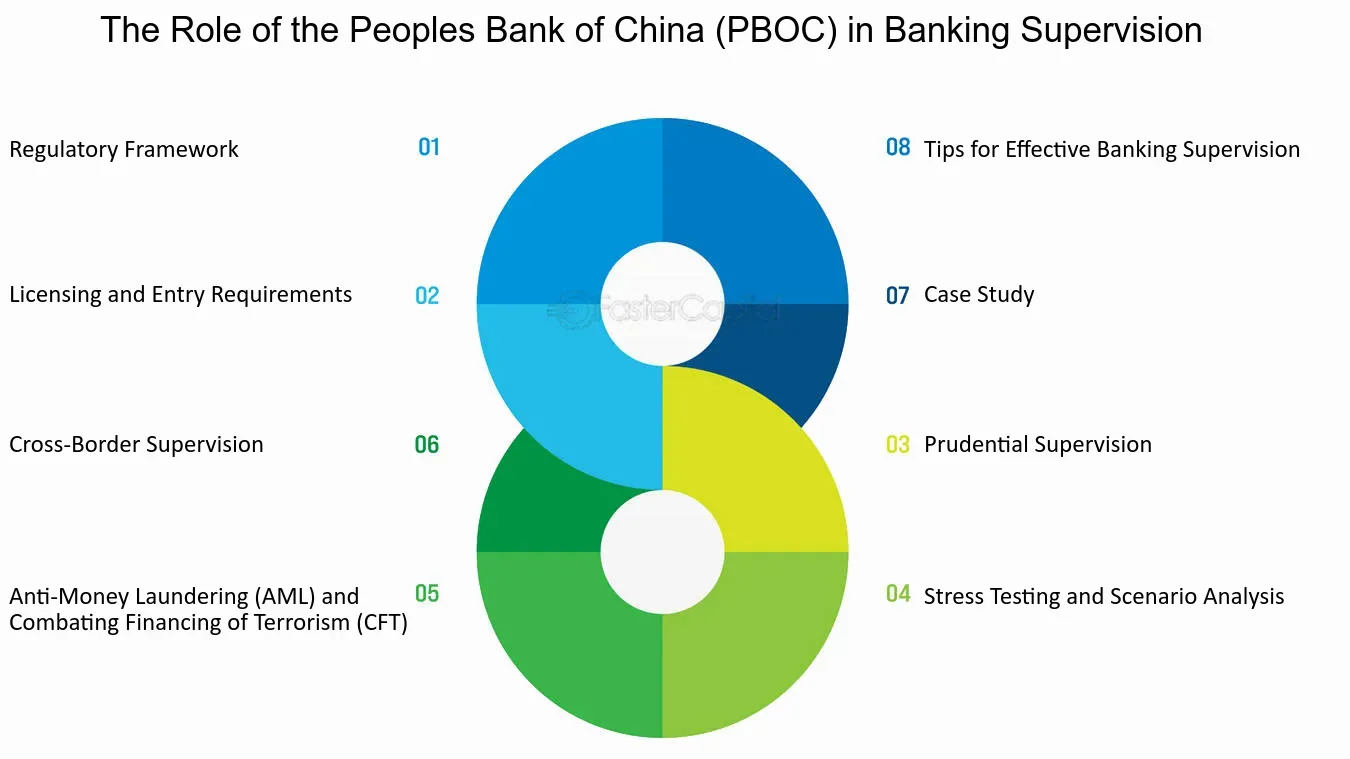 The Role of the Peoples Bank of China (PBOC) in Banking Supervision
Regulatory Framework
01
08
Tips for Effective Banking Supervision
Licensing and Entry Requirements
02
07
Case Study
FasterCapital
Cross-Border Supervision
06
03
Prudential Supervision
Anti-Money Laundering (AML) and
Combating Financing of Terrorism (CFT)
05
04
Stress Testing and Scenario Analysis